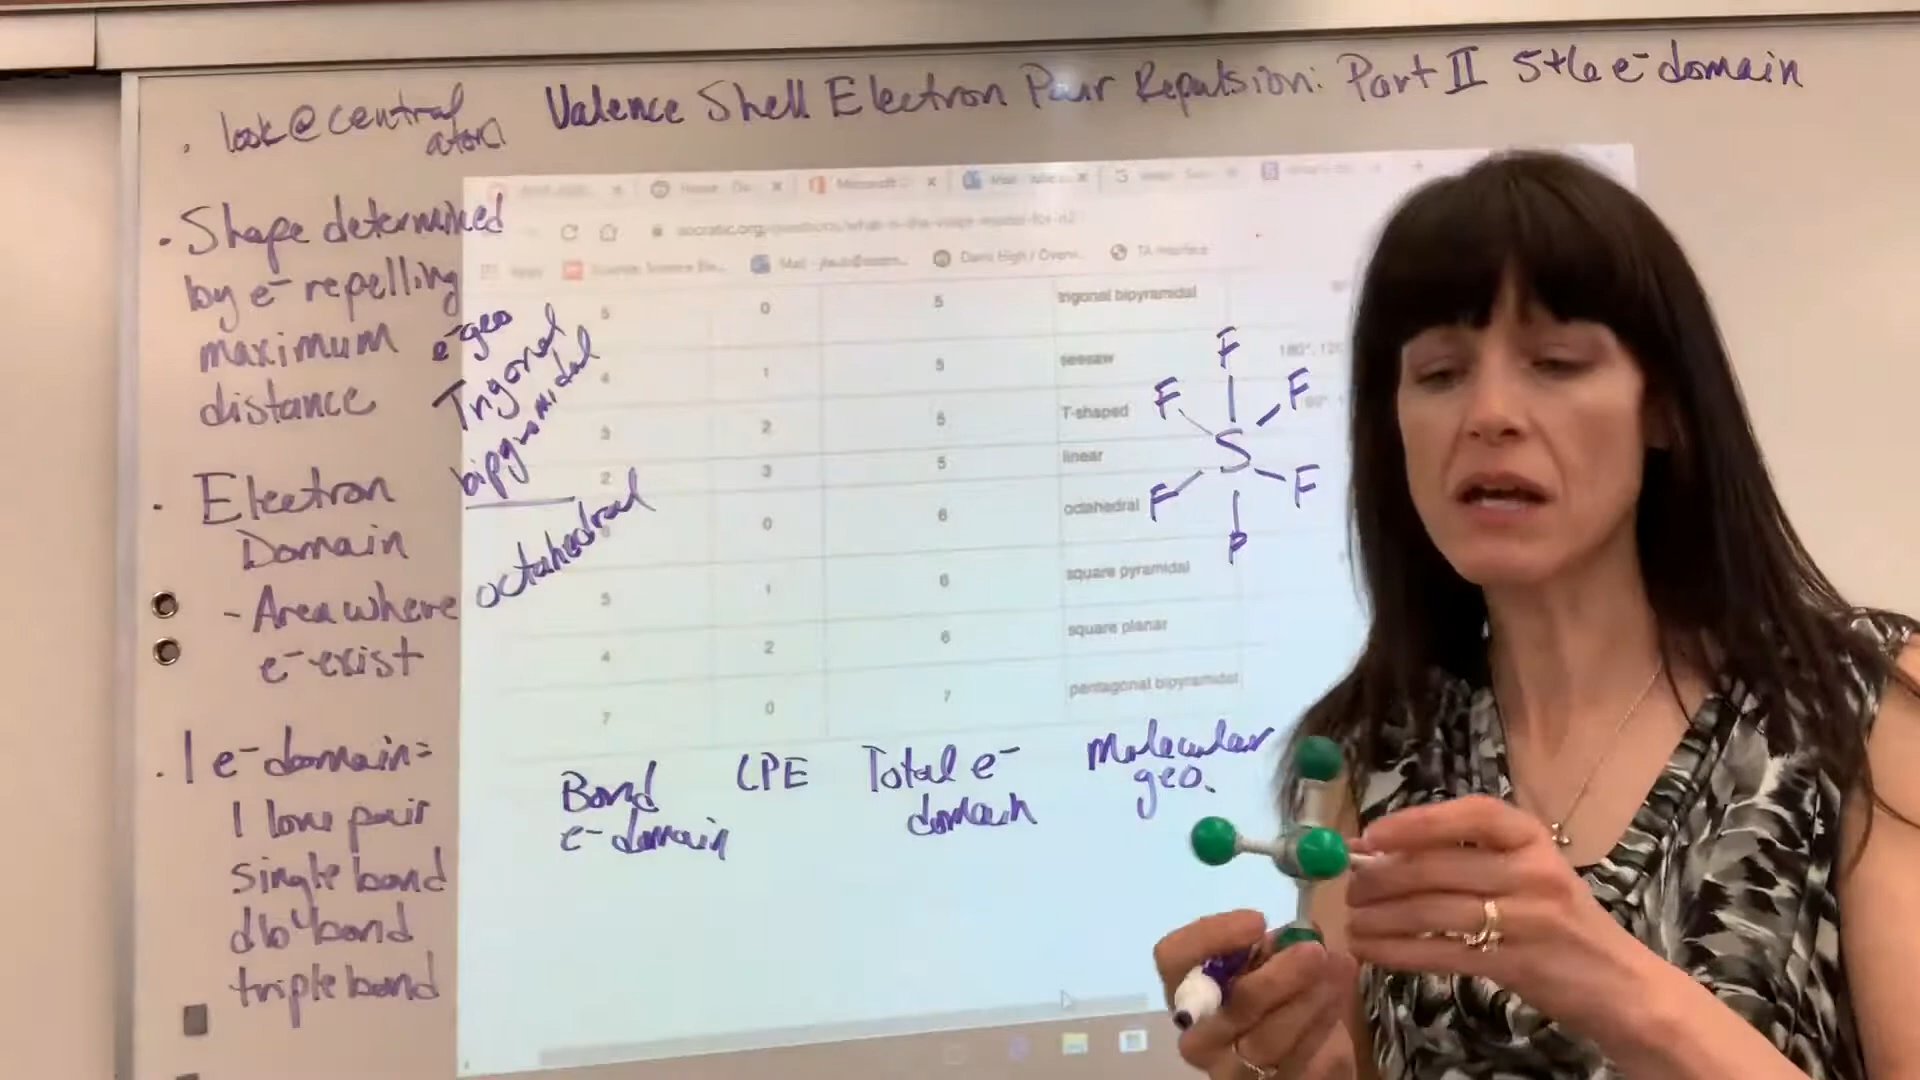 Valence Shell Electron Pair Repulsion: Part II 5+6 e⁻ domain
• look@central
atom
• Shape determined
by e⁻ repelling
maximum
distance
• Electron
Domain
- Area where
e⁻ exist
• 1 e⁻ domain=
1 lone pair
single bond
dbl bond
triple bond
e⁻geo
Trigonal
bipyramidal
octahedral
5 0 5 trigonal bipyramidal
4 1 5 seesaw
3 2 5 T-shaped
2 3 5 linear
0 6 octahedral
5 1 6 square pyramidal
4 2 6 square planar
7 0 7 pentagonal bipyramidal
F
F F
S
F F
F
Bond
e⁻ domain
LPE
Total e⁻
domain
Molecular
geo.